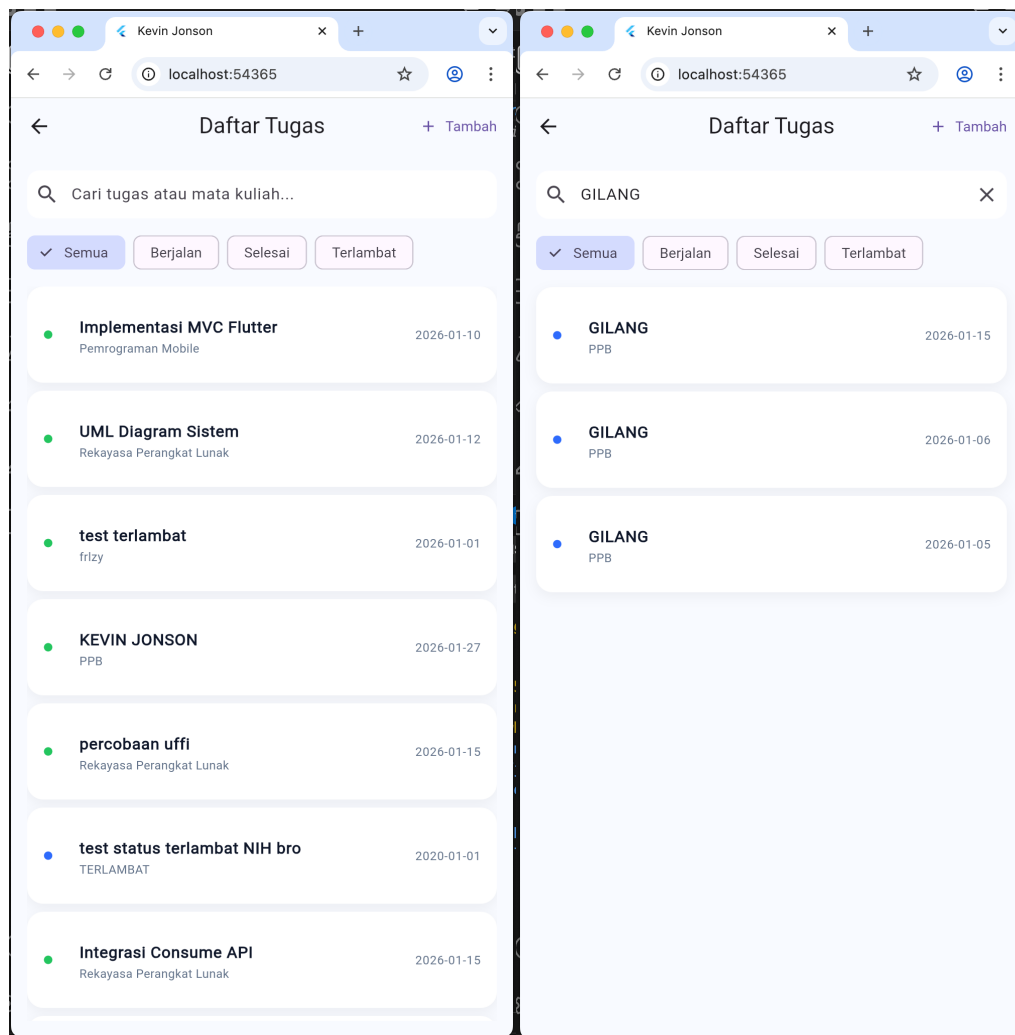 Kevin Jonson
localhost:54365
Daftar Tugas
+ Tambah
Cari tugas atau mata kuliah...
Semua
Berjalan
Selesai
Terlambat
Implementasi MVC Flutter
Pemrograman Mobile
2026-01-10
UML Diagram Sistem
Rekayasa Perangkat Lunak
2026-01-12
test terlambat
frlzy
2026-01-01
KEVIN JONSON
PPB
2026-01-27
percobaan uffi
Rekayasa Perangkat Lunak
2026-01-15
test status terlambat NIH bro
TERLAMBAT
2020-01-01
Integrasi Consume API
Rekayasa Perangkat Lunak
2026-01-15
Kevin Jonson
localhost:54365
Daftar Tugas
+ Tambah
GILANG
Semua
Berjalan
Selesai
Terlambat
GILANG
PPB
2026-01-15
GILANG
PPB
2026-01-06
GILANG
PPB
2026-01-05